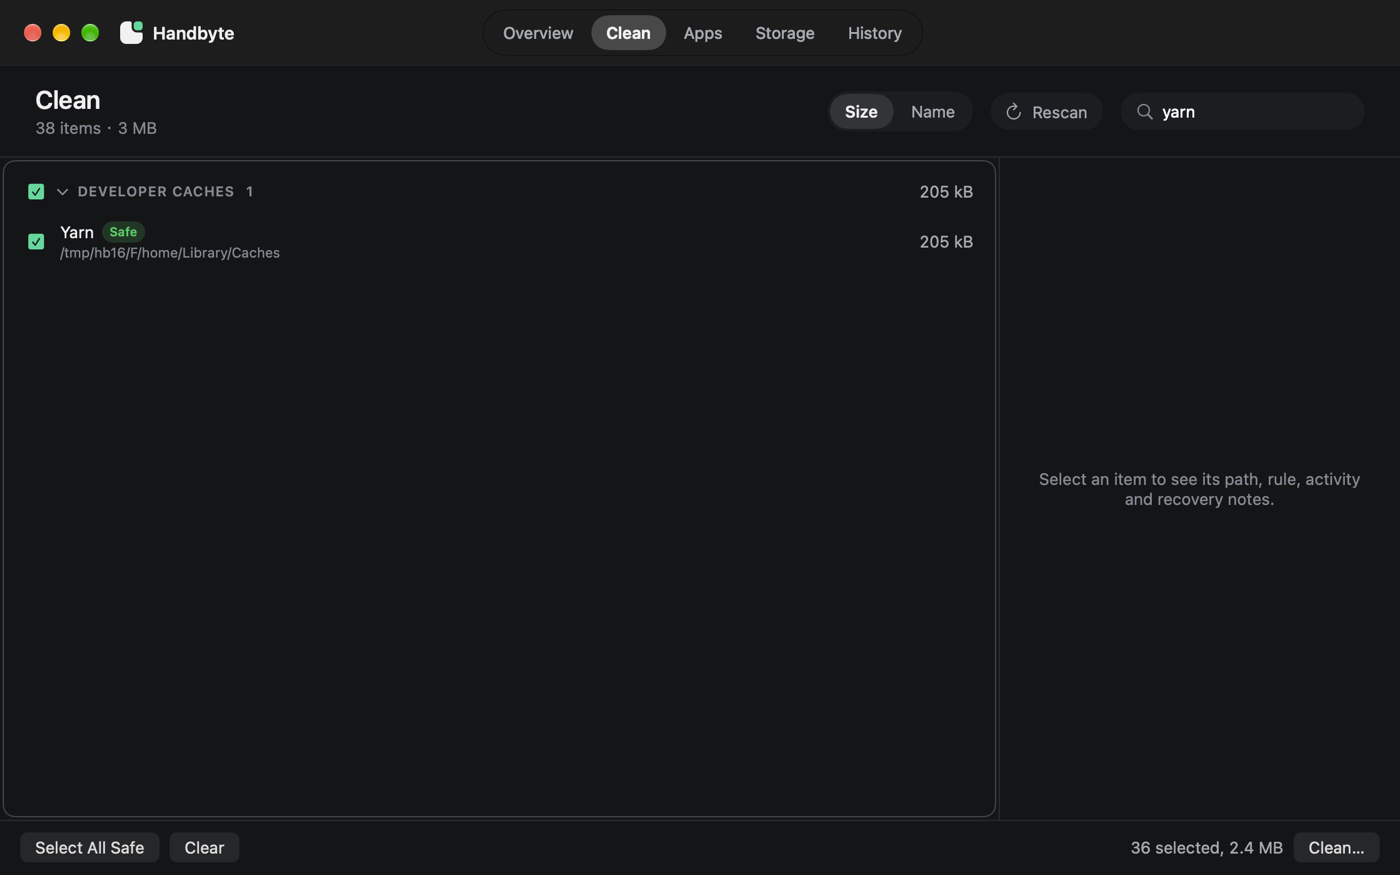 Handbyte
Overview
Clean
Apps
Storage
History
Clean
38 items · 3 MB
Size
Name
Rescan
yarn
DEVELOPER CACHES 1
205 kB
Yarn
Safe
/tmp/hb16/F/home/Library/Caches
205 kB
Select an item to see its path, rule, activity
and recovery notes.
Select All Safe
Clear
36 selected, 2.4 MB
Clean...